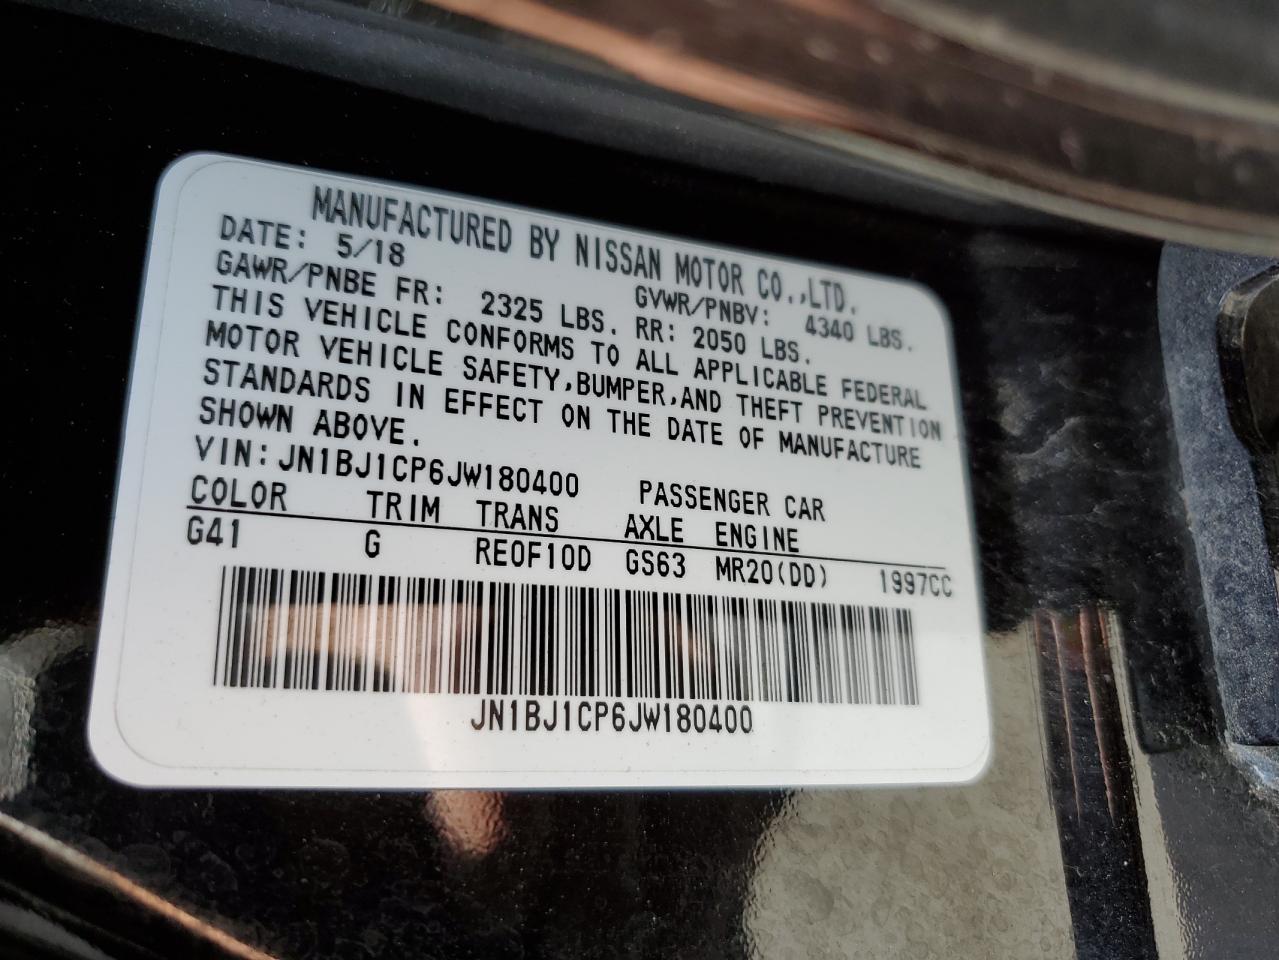 MANUFACTURED BY NISSAN MOTOR CO.,LTD.
DATE: 5/18 GVWR/PNBV: 4340 LBS.
GAWR/PNBE FR: 2325 LBS. RR: 2050 LBS.
THIS VEHICLE CONFORMS TO ALL APPLICABLE FEDERAL
MOTOR VEHICLE SAFETY,BUMPER,AND THEFT PREVENTION
STANDARDS IN EFFECT ON THE DATE OF MANUFACTURE
SHOWN ABOVE.
VIN:JN1BJ1CP6JW180400 PASSENGER CAR
COLOR TRIM TRANS AXLE ENGINE
G41 G RE0F10D GS63 MR20(DD) 1997CC
JN1BJ1CP6JW180400